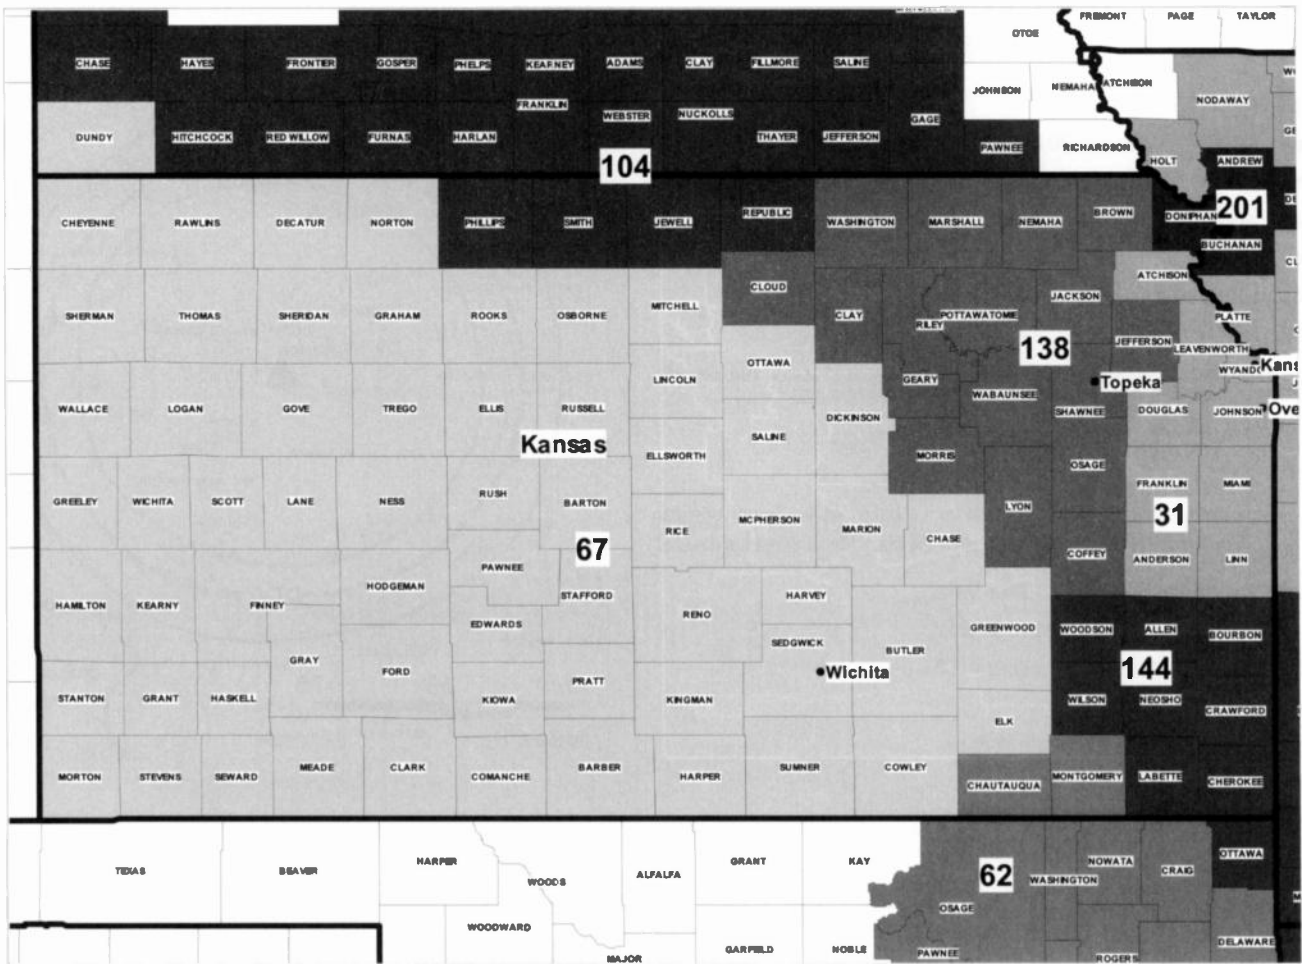 FREMONT PAGE TAYLOR
OTOE
CHASE HAYES FRONTIER GOSPER PHELPS KEARNEY ADAMS CLAY FILLMORE SALINE
JOHNSON NEMAHA ATCHISON
NODAWAY
FRANKLIN WEBSTER NUCKOLLS GAGE
DUNDY HITCHCOCK RED WILLOW FURNAS HARLAN THAYER JEFFERSON PAWNEE RICHARDSON
104
HOLT ANDREW
CHEYENNE RAWLINS DECATUR NORTON PHILLIPS SMITH JEWELL REPUBLIC WASHINGTON MARSHALL NEMAHA BROWN DONIPHAN 201
BUCHANAN
ATCHISON
CLOUD JACKSON
SHERMAN THOMAS SHERIDAN GRAHAM ROOKS OSBORNE MITCHELL CLAY RILEY POTTAWATOMIE PLATTE
138 JEFFERSON LEAVENWORTH
OTTAWA WYANDO Kans
LINCOLN GEARY Topeka
WABAUNSEE
WALLACE LOGAN GOVE TREGO ELLIS RUSSELL DICKINSON SHAWNEE DOUGLAS JOHNSON Ove
Kansas SALINE
ELLSWORTH MORRIS OSAGE
GREELEY WICHITA SCOTT LANE NESS RUSH BARTON FRANKLIN MIAMI
LYON 31
RICE MCPHERSON MARION CHASE
67 COFFEY ANDERSON LINN
PAWNEE
HODGEMAN STAFFORD HARVEY
HAMILTON KEARNY FINNEY RENO
EDWARDS GREENWOOD WOODSON ALLEN BOURBON
SEDGWICK BUTLER
GRAY FORD Wichita 144
PRATT
STANTON GRANT HASKELL KIOWA KINGMAN WILSON NEOSHO CRAWFORD
ELK
MORTON STEVENS SEWARD MEADE CLARK COMANCHE BARBER HARPER SUMNER COWLEY CHAUTAUQUA MONTGOMERY LABETTE CHEROKEE
OTTAWA
TEXAS BEAVER HARPER WOODS ALFALFA GRANT KAY 62 WASHINGTON NOWATA CRAIG
OSAGE
WOODWARD MAJOR GARFIELD NOBLE PAWNEE ROGERS DELAWARE